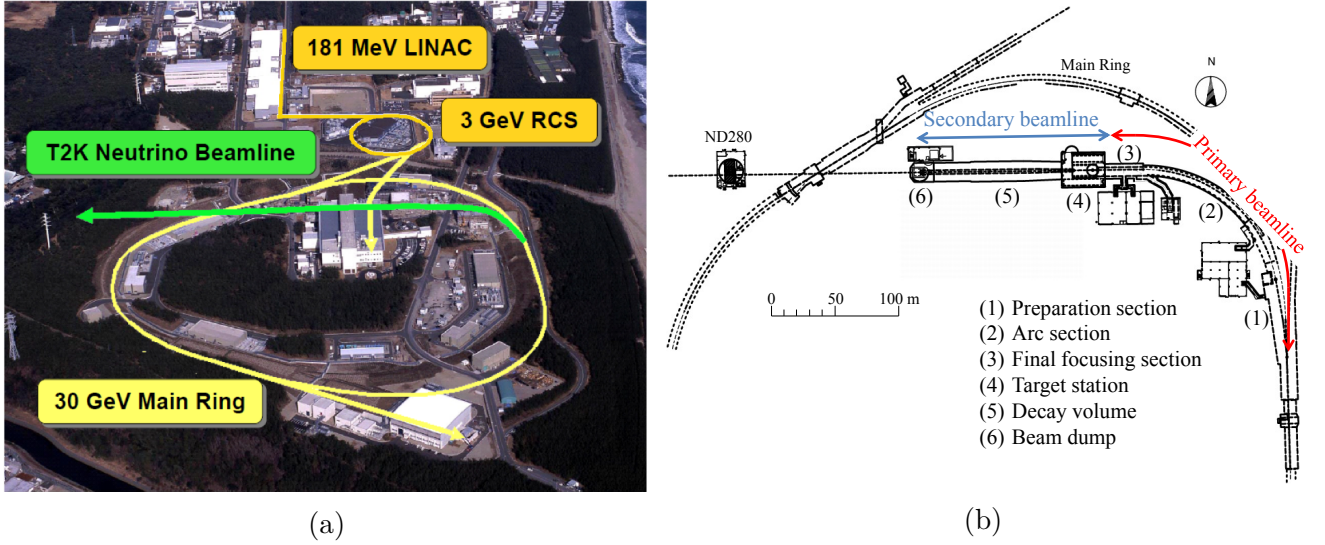 181 MeV LINAC
3 GeV RCS
T2K Neutrino Beamline
30 GeV Main Ring
(a)
Main Ring
N
ND280
Secondary beamline
Primary beamline
(3)
(6)
(5)
(4)
(2)
(1)
0 50 100 m
(1) Preparation section
(2) Arc section
(3) Final focusing section
(4) Target station
(5) Decay volume
(6) Beam dump
(b)